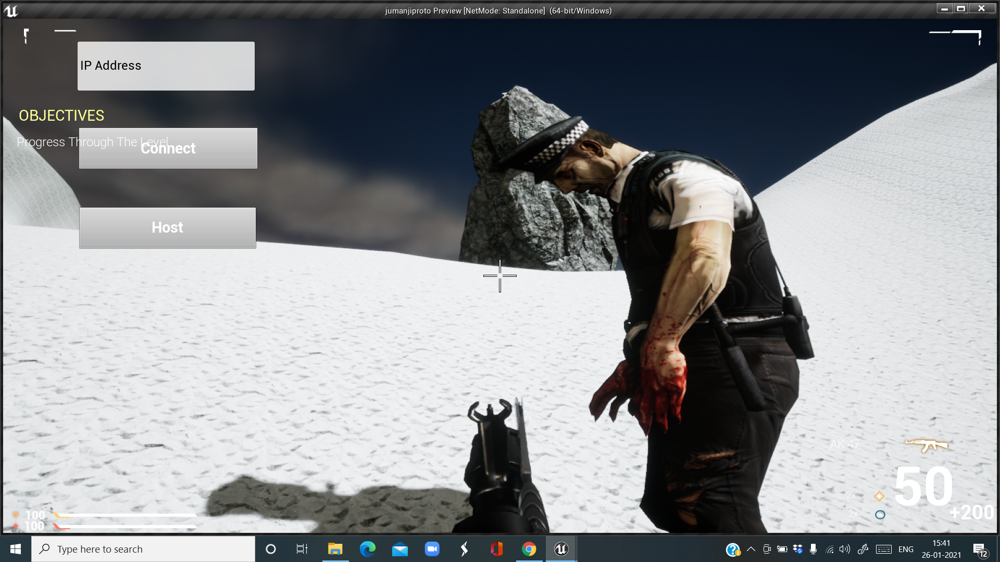 jumanjiproto Preview [NetMode: Standalone] (64-bit/Windows)
IP Address
OBJECTIVES
Progress Through The Level
Connect
Host
AK 47
50
2x
+200
2x
100
100
Type here to search
ENG
15:41
26-01-2021
12